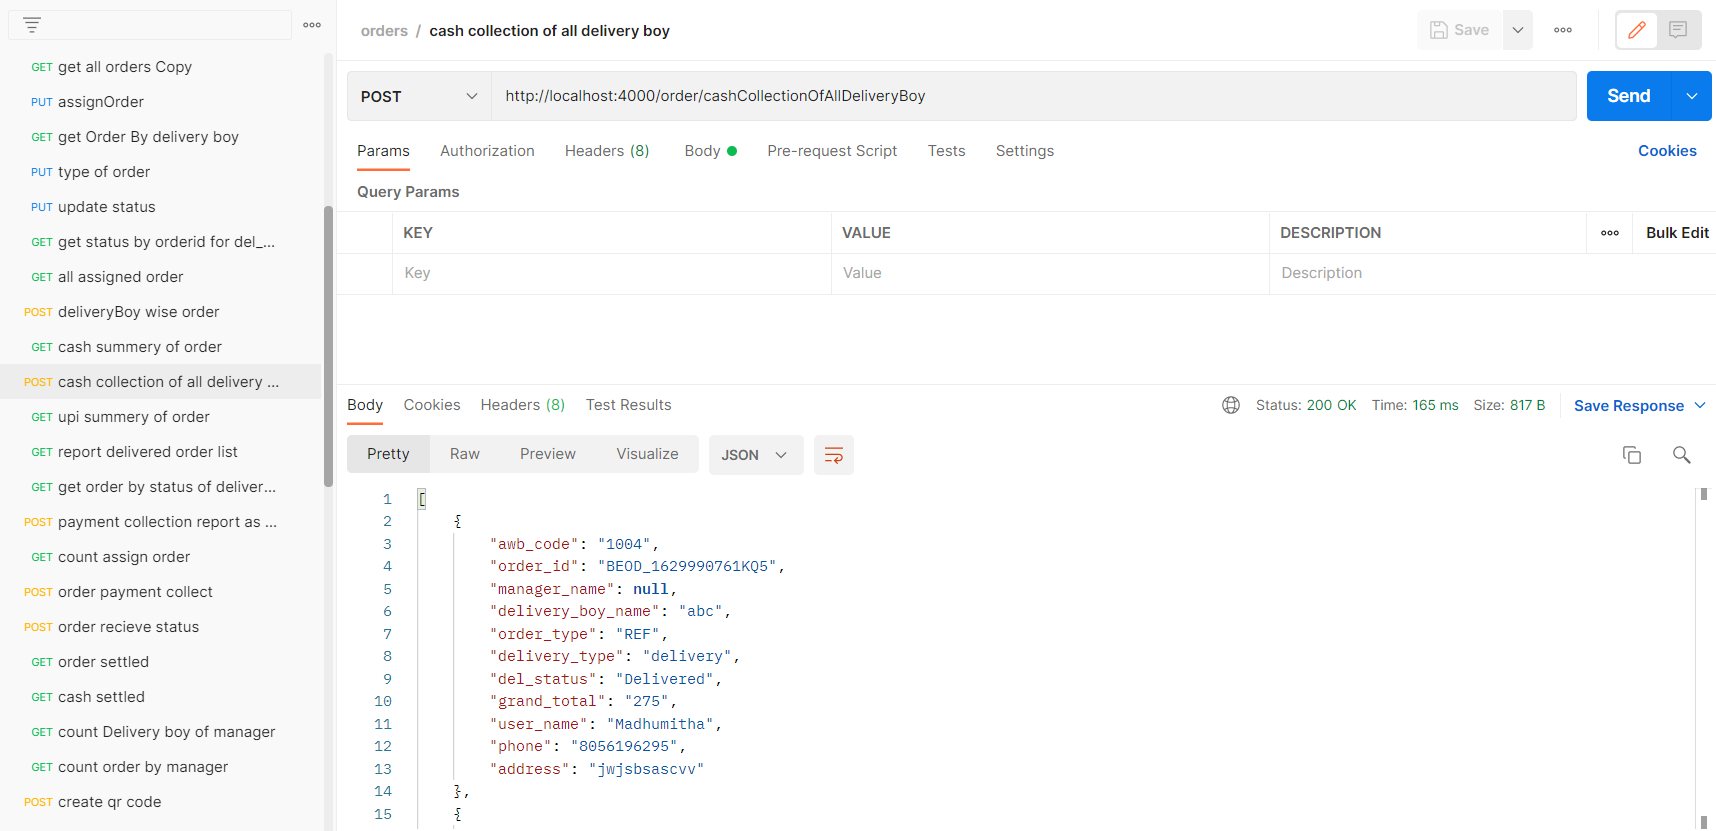 orders / cash collection of all delivery boy
Save
GET get all orders Copy
PUT assignOrder
GET get Order By delivery boy
PUT type of order
PUT update status
GET get status by orderid for del_...
GET all assigned order
POST deliveryBoy wise order
GET cash summery of order
POST cash collection of all delivery ...
GET upi summery of order
GET report delivered order list
GET get order by status of deliver...
POST payment collection report as ...
GET count assign order
POST order payment collect
POST order recieve status
GET order settled
GET cash settled
GET count Delivery boy of manager
GET count order by manager
POST create qr code
POST http://localhost:4000/order/cashCollectionOfAllDeliveryBoy Send
Params Authorization Headers (8) Body Pre-request Script Tests Settings Cookies
Query Params
KEY VALUE DESCRIPTION Bulk Edit
Key Value Description
Body Cookies Headers (8) Test Results Status: 200 OK Time: 165 ms Size: 817 B Save Response
Pretty Raw Preview Visualize JSON
1 [
2 {
3 "awb_code": "1004",
4 "order_id": "BEOD_1629990761KQ5",
5 "manager_name": null,
6 "delivery_boy_name": "abc",
7 "order_type": "REF",
8 "delivery_type": "delivery",
9 "del_status": "Delivered",
10 "grand_total": "275",
11 "user_name": "Madhumitha",
12 "phone": "8056196295",
13 "address": "jwjsbsascvv"
14 },
15 {